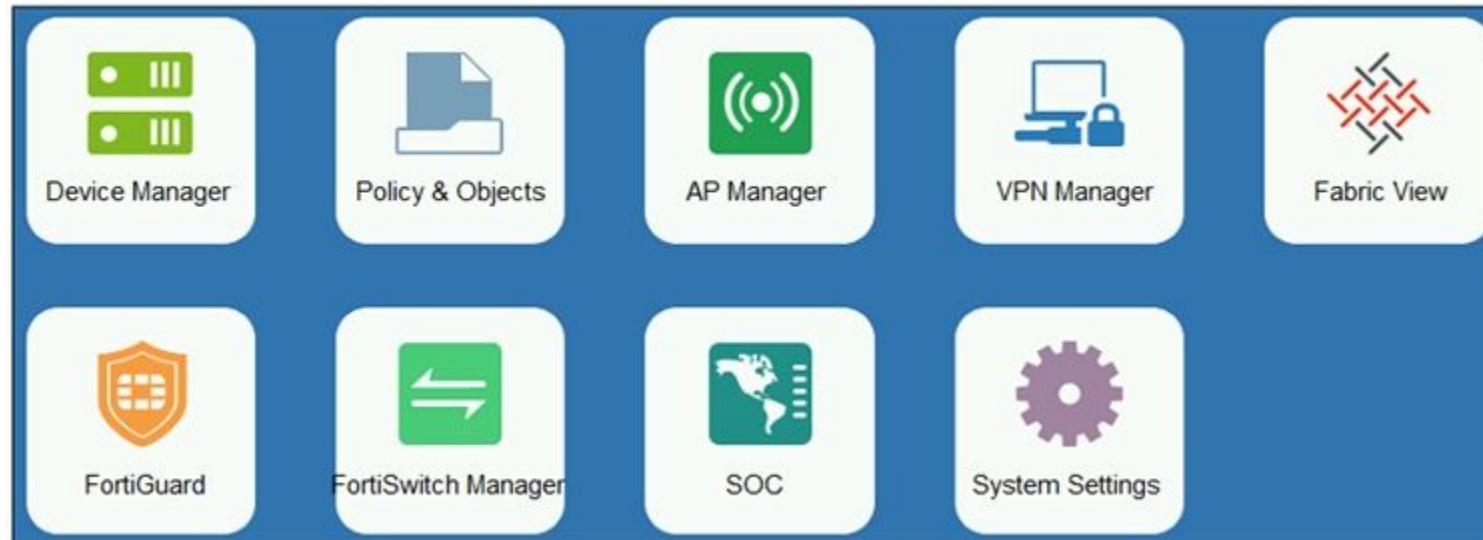 Device Manager
Policy & Objects
AP Manager
VPN Manager
Fabric View
FortiGuard
FortiSwitch Manager
SOC
System Settings